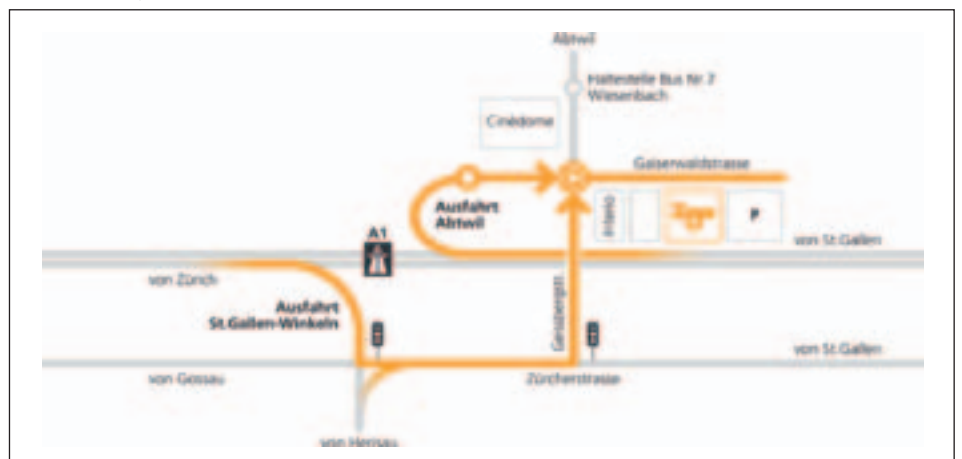 Abtwil
Haltestelle Bus Nr. 7
Wiesenbach
Cinédome
Gaiserwaldstrasse
Ausfahrt
Abtwil
Interio
P
A1
von St.Gallen
von Zürich
Ausfahrt
St.Gallen-Winkeln
Geissbergstr.
von St.Gallen
von Gossau
Zürcherstrasse
von Herisau